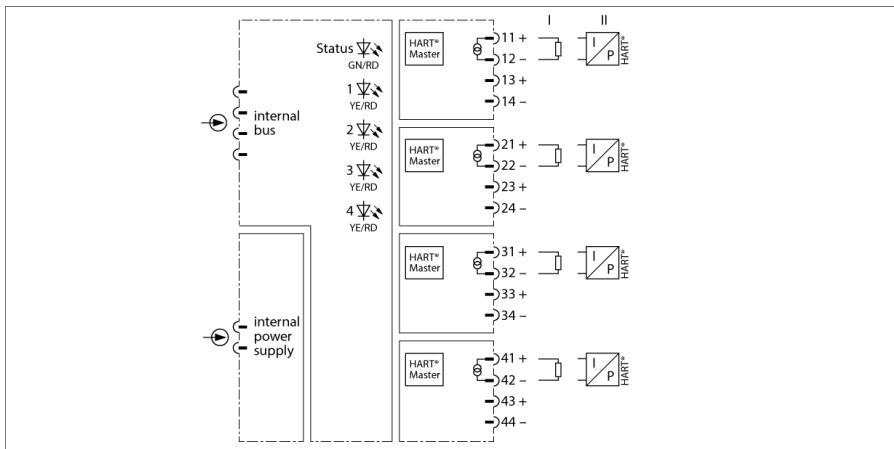 I II
Status
GN/RD
1
YE/RD
2
YE/RD
3
YE/RD
4
YE/RD
internal
bus
internal
power
supply
HART®
Master
11 +
12 –
13 +
14 –
I
P
HART®
HART®
Master
21 +
22 –
23 +
24 –
I
P
HART®
HART®
Master
31 +
32 –
33 +
34 –
I
P
HART®
HART®
Master
41 +
42 –
43 +
44 –
I
P
HART®